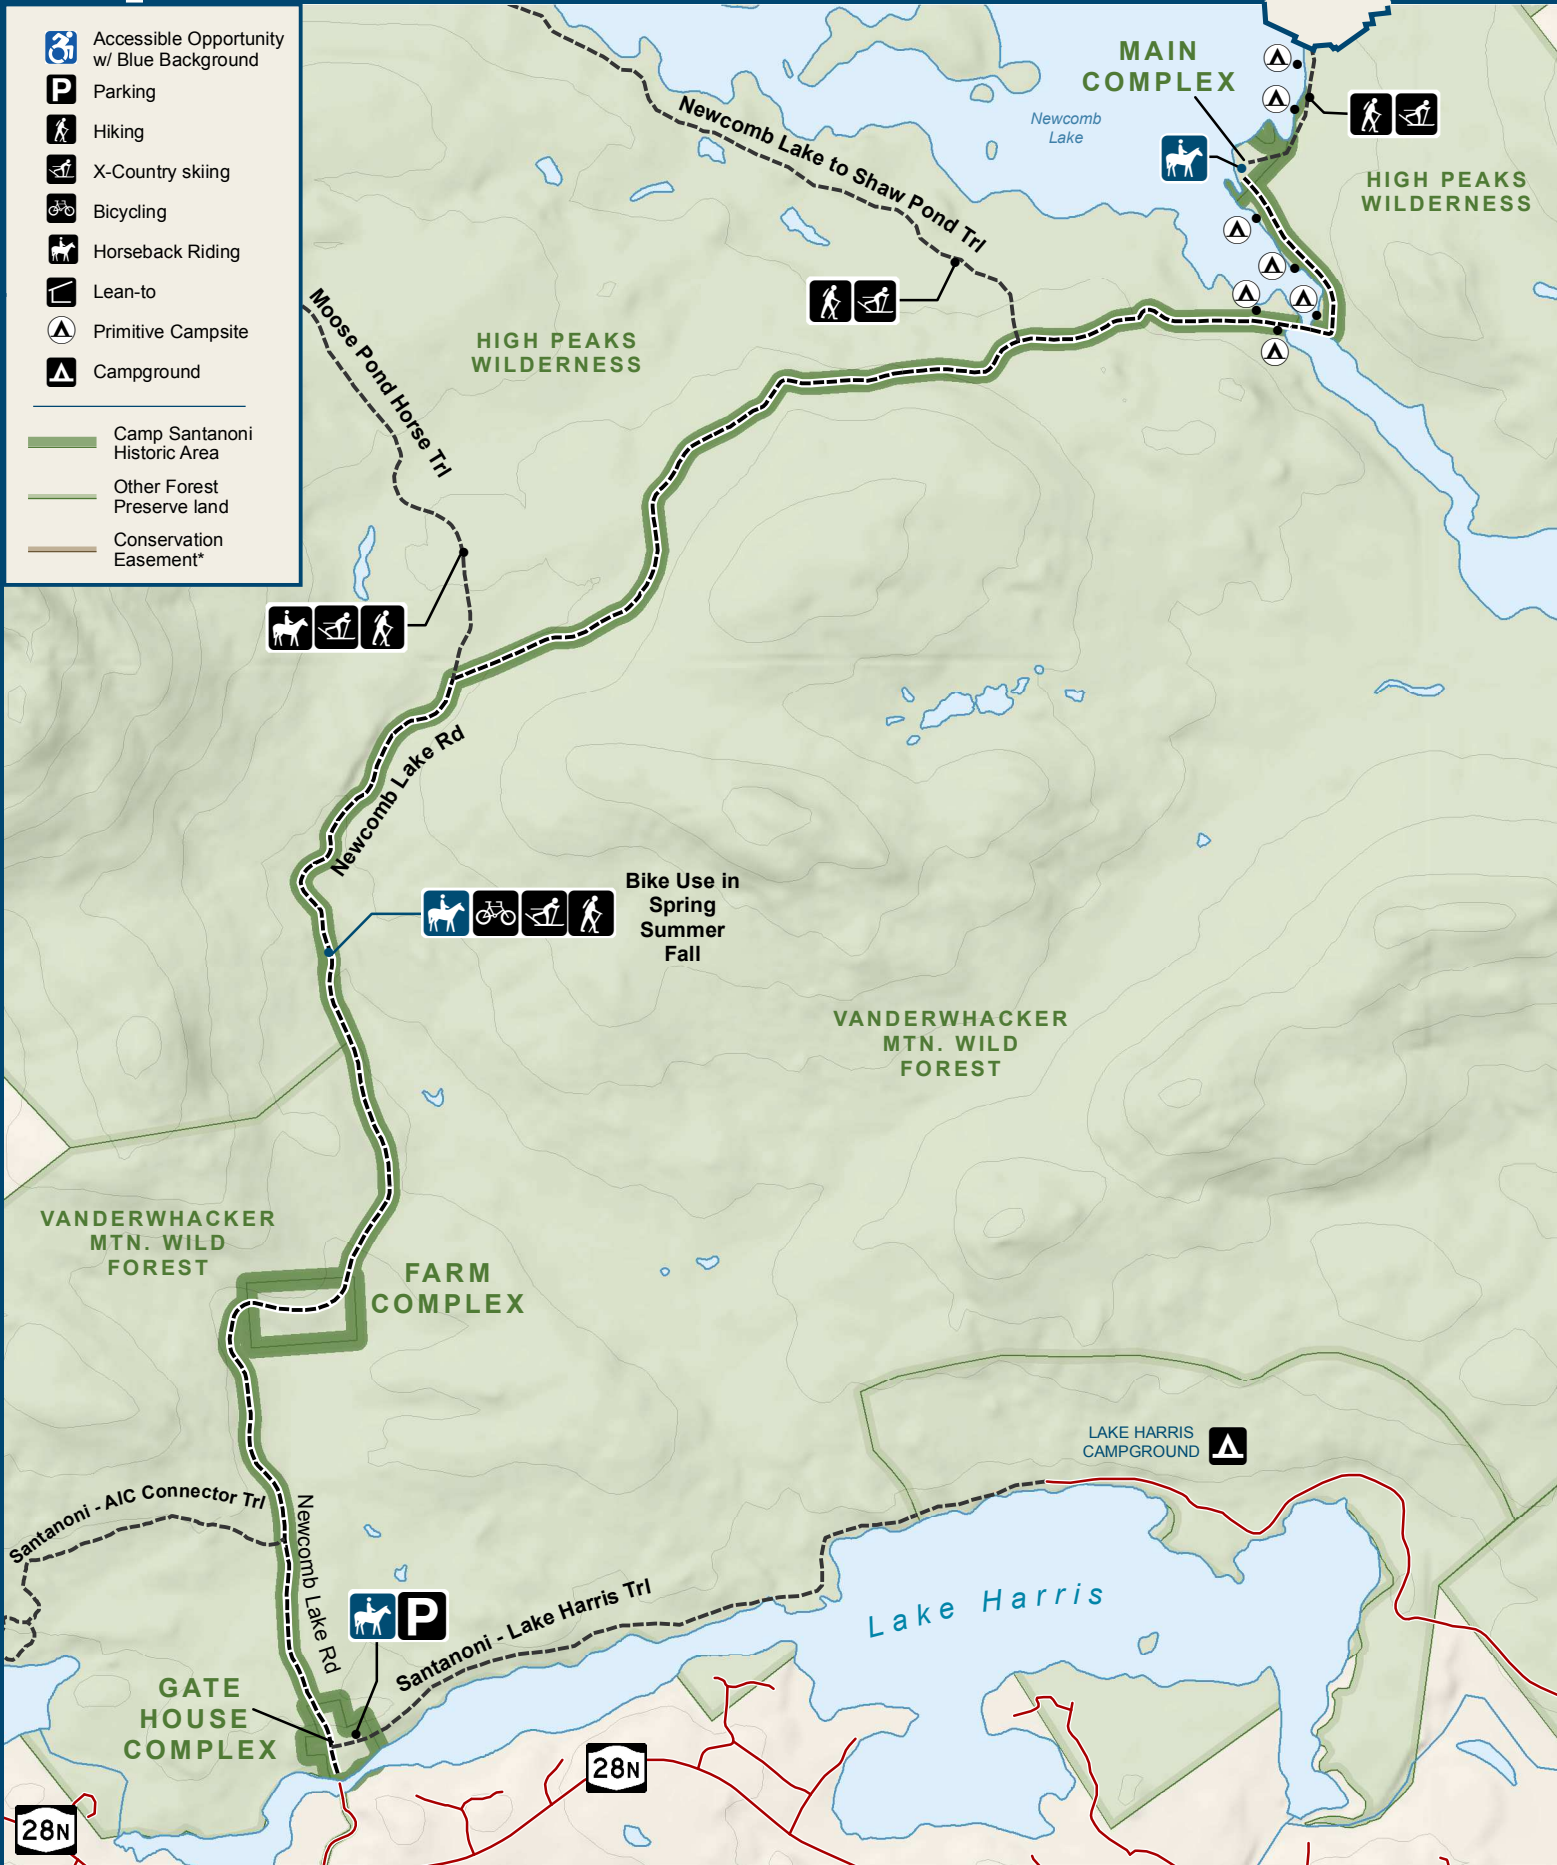 Accessible Opportunity
w/ Blue Background
P
Parking
Hiking
X-Country skiing
Bicycling
Horseback Riding
Lean-to
Primitive Campsite
Campground
Camp Santanoni
Historic Area
Other Forest
Preserve land
Conservation
Easement*
MAIN
COMPLEX
Newcomb
Lake
Newcomb Lake to Shaw Pond Trl
HIGH PEAKS
WILDERNESS
Moose Pond Horse Trl
HIGH PEAKS
WILDERNESS
Newcomb Lake Rd
Bike Use in
Spring
Summer
Fall
VANDERWHACKER
MTN. WILD
FOREST
VANDERWHACKER
MTN. WILD
FOREST
FARM
COMPLEX
LAKE HARRIS
CAMPGROUND
Santanoni - AIC Connector Trl
Newcomb Lake Rd
P
Santanoni - Lake Harris Trl
Lake Harris
GATE
HOUSE
COMPLEX
28N
28N